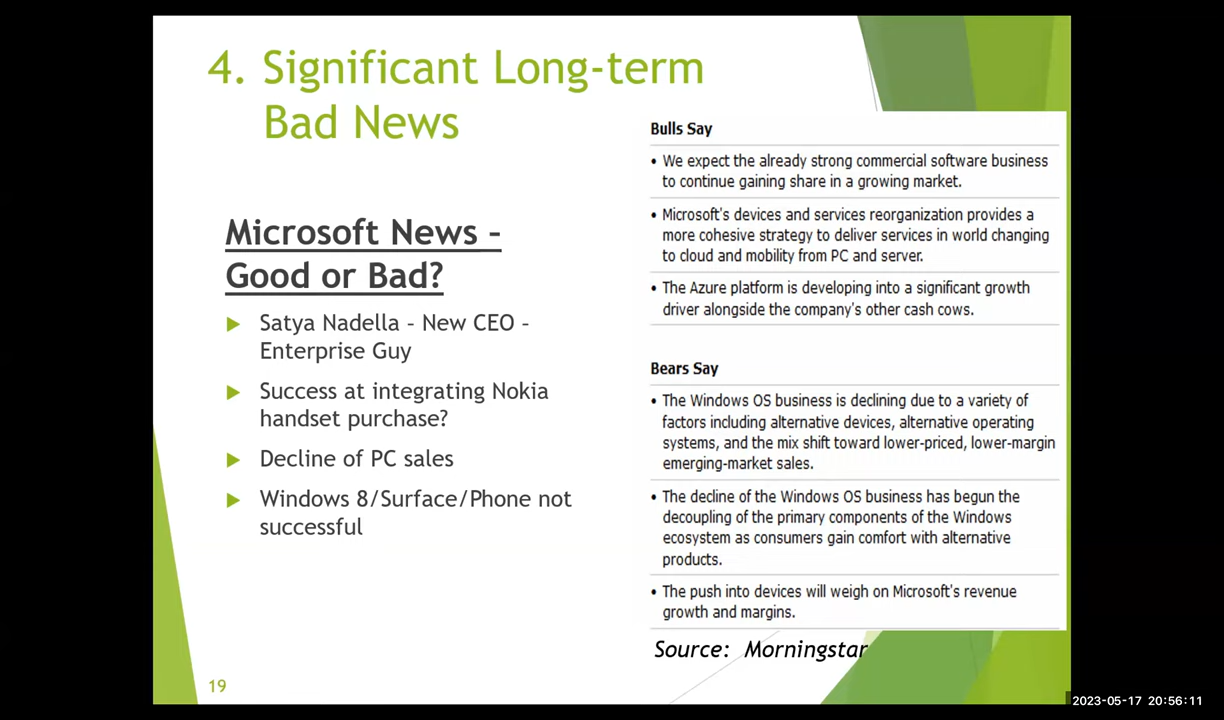 4. Significant Long-term
Bad News
Microsoft News -
Good or Bad?
Satya Nadella - New CEO -
Enterprise Guy
Success at integrating Nokia
handset purchase?
Decline of PC sales
Windows 8/Surface/Phone not
successful
Bulls Say
• We expect the already strong commercial software business
to continue gaining share in a growing market.
• Microsoft's devices and services reorganization provides a
more cohesive strategy to deliver services in world changing
to cloud and mobility from PC and server.
• The Azure platform is developing into a significant growth
driver alongside the company's other cash cows.
Bears Say
• The Windows OS business is declining due to a variety of
factors including alternative devices, alternative operating
systems, and the mix shift toward lower-priced, lower-margin
emerging-market sales.
• The decline of the Windows OS business has begun the
decoupling of the primary components of the Windows
ecosystem as consumers gain comfort with alternative
products.
• The push into devices will weigh on Microsoft's revenue
growth and margins.
Source: Morningstar
19
2023-05-17 20:56:11